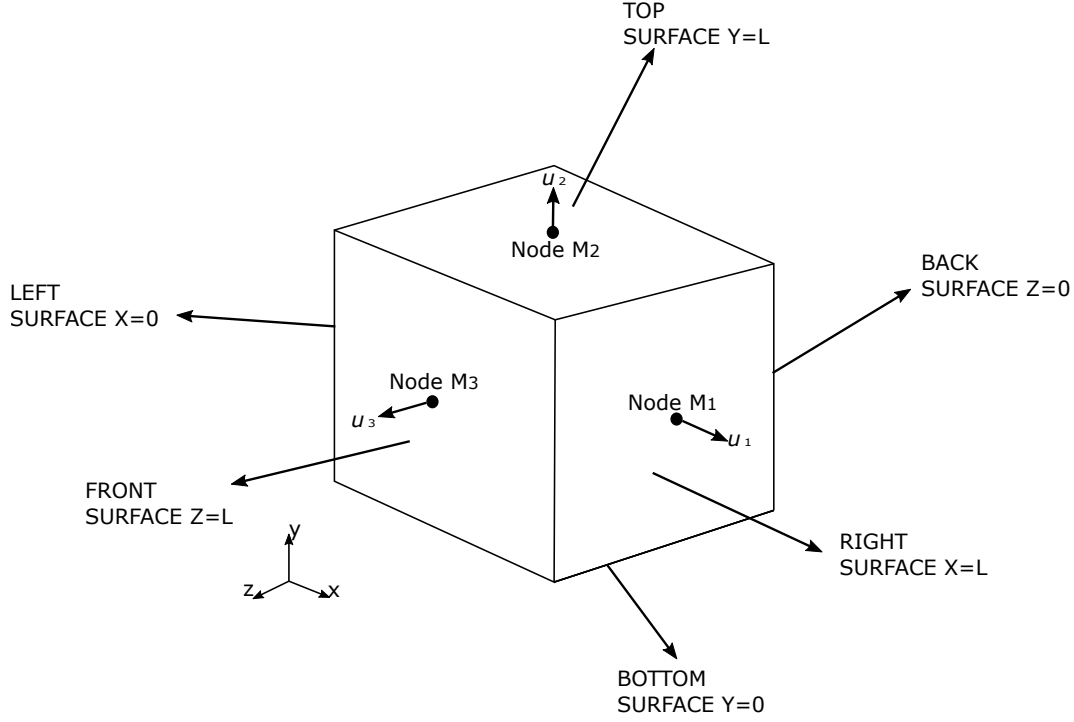 TOP
SURFACE Y=L
u₂
Node M2
BACK
SURFACE Z=0
LEFT
SURFACE X=0
Node M3
Node M1
u₃
u₁
FRONT
SURFACE Z=L
y
z
x
RIGHT
SURFACE X=L
BOTTOM
SURFACE Y=0